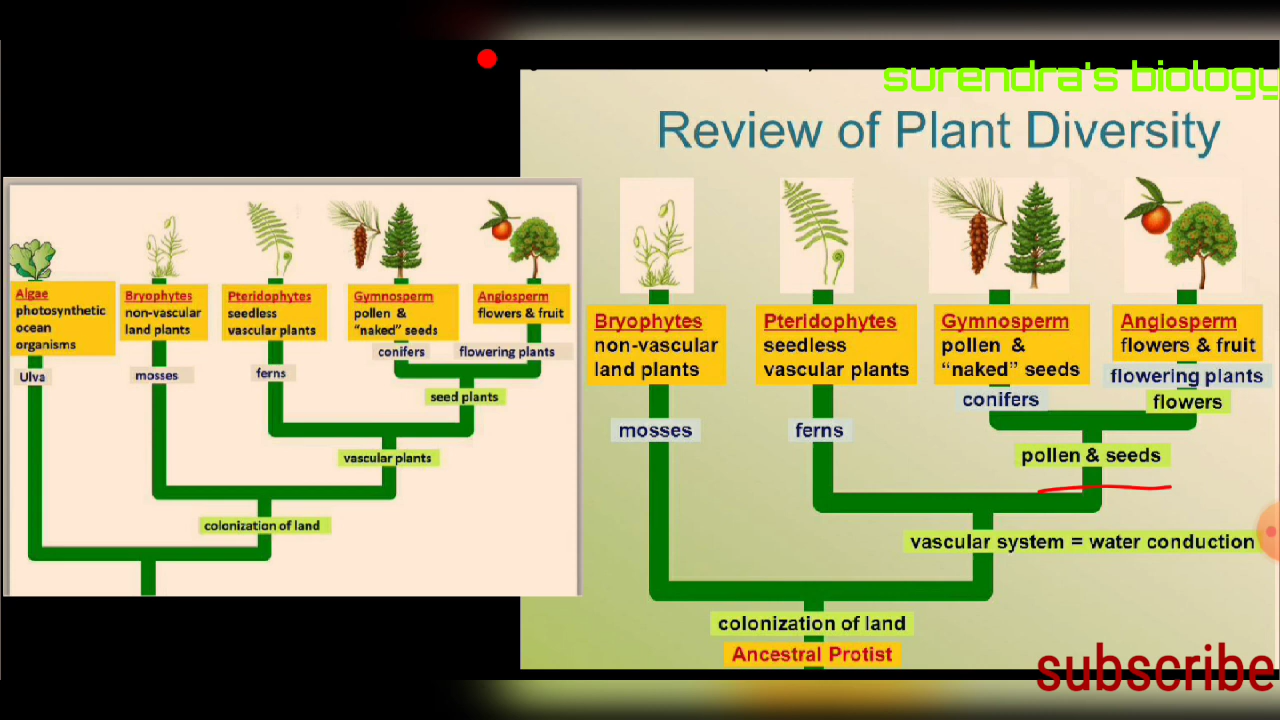 surendra's biology
Review of Plant Diversity
Algae
photosynthetic
ocean
organisms
Ulva
Bryophytes
non-vascular
land plants
mosses
Pteridophytes
seedless
vascular plants
ferns
Gymnosperm
pollen &
“naked” seeds
conifers
Angiosperm
flowers & fruit
flowering plants
seed plants
vascular plants
colonization of land
Bryophytes
non-vascular
land plants
mosses
Pteridophytes
seedless
vascular plants
ferns
Gymnosperm
pollen &
“naked” seeds
conifers
Angiosperm
flowers & fruit
flowering plants
flowers
pollen & seeds
vascular system = water conduction
colonization of land
Ancestral Protist
subscribe